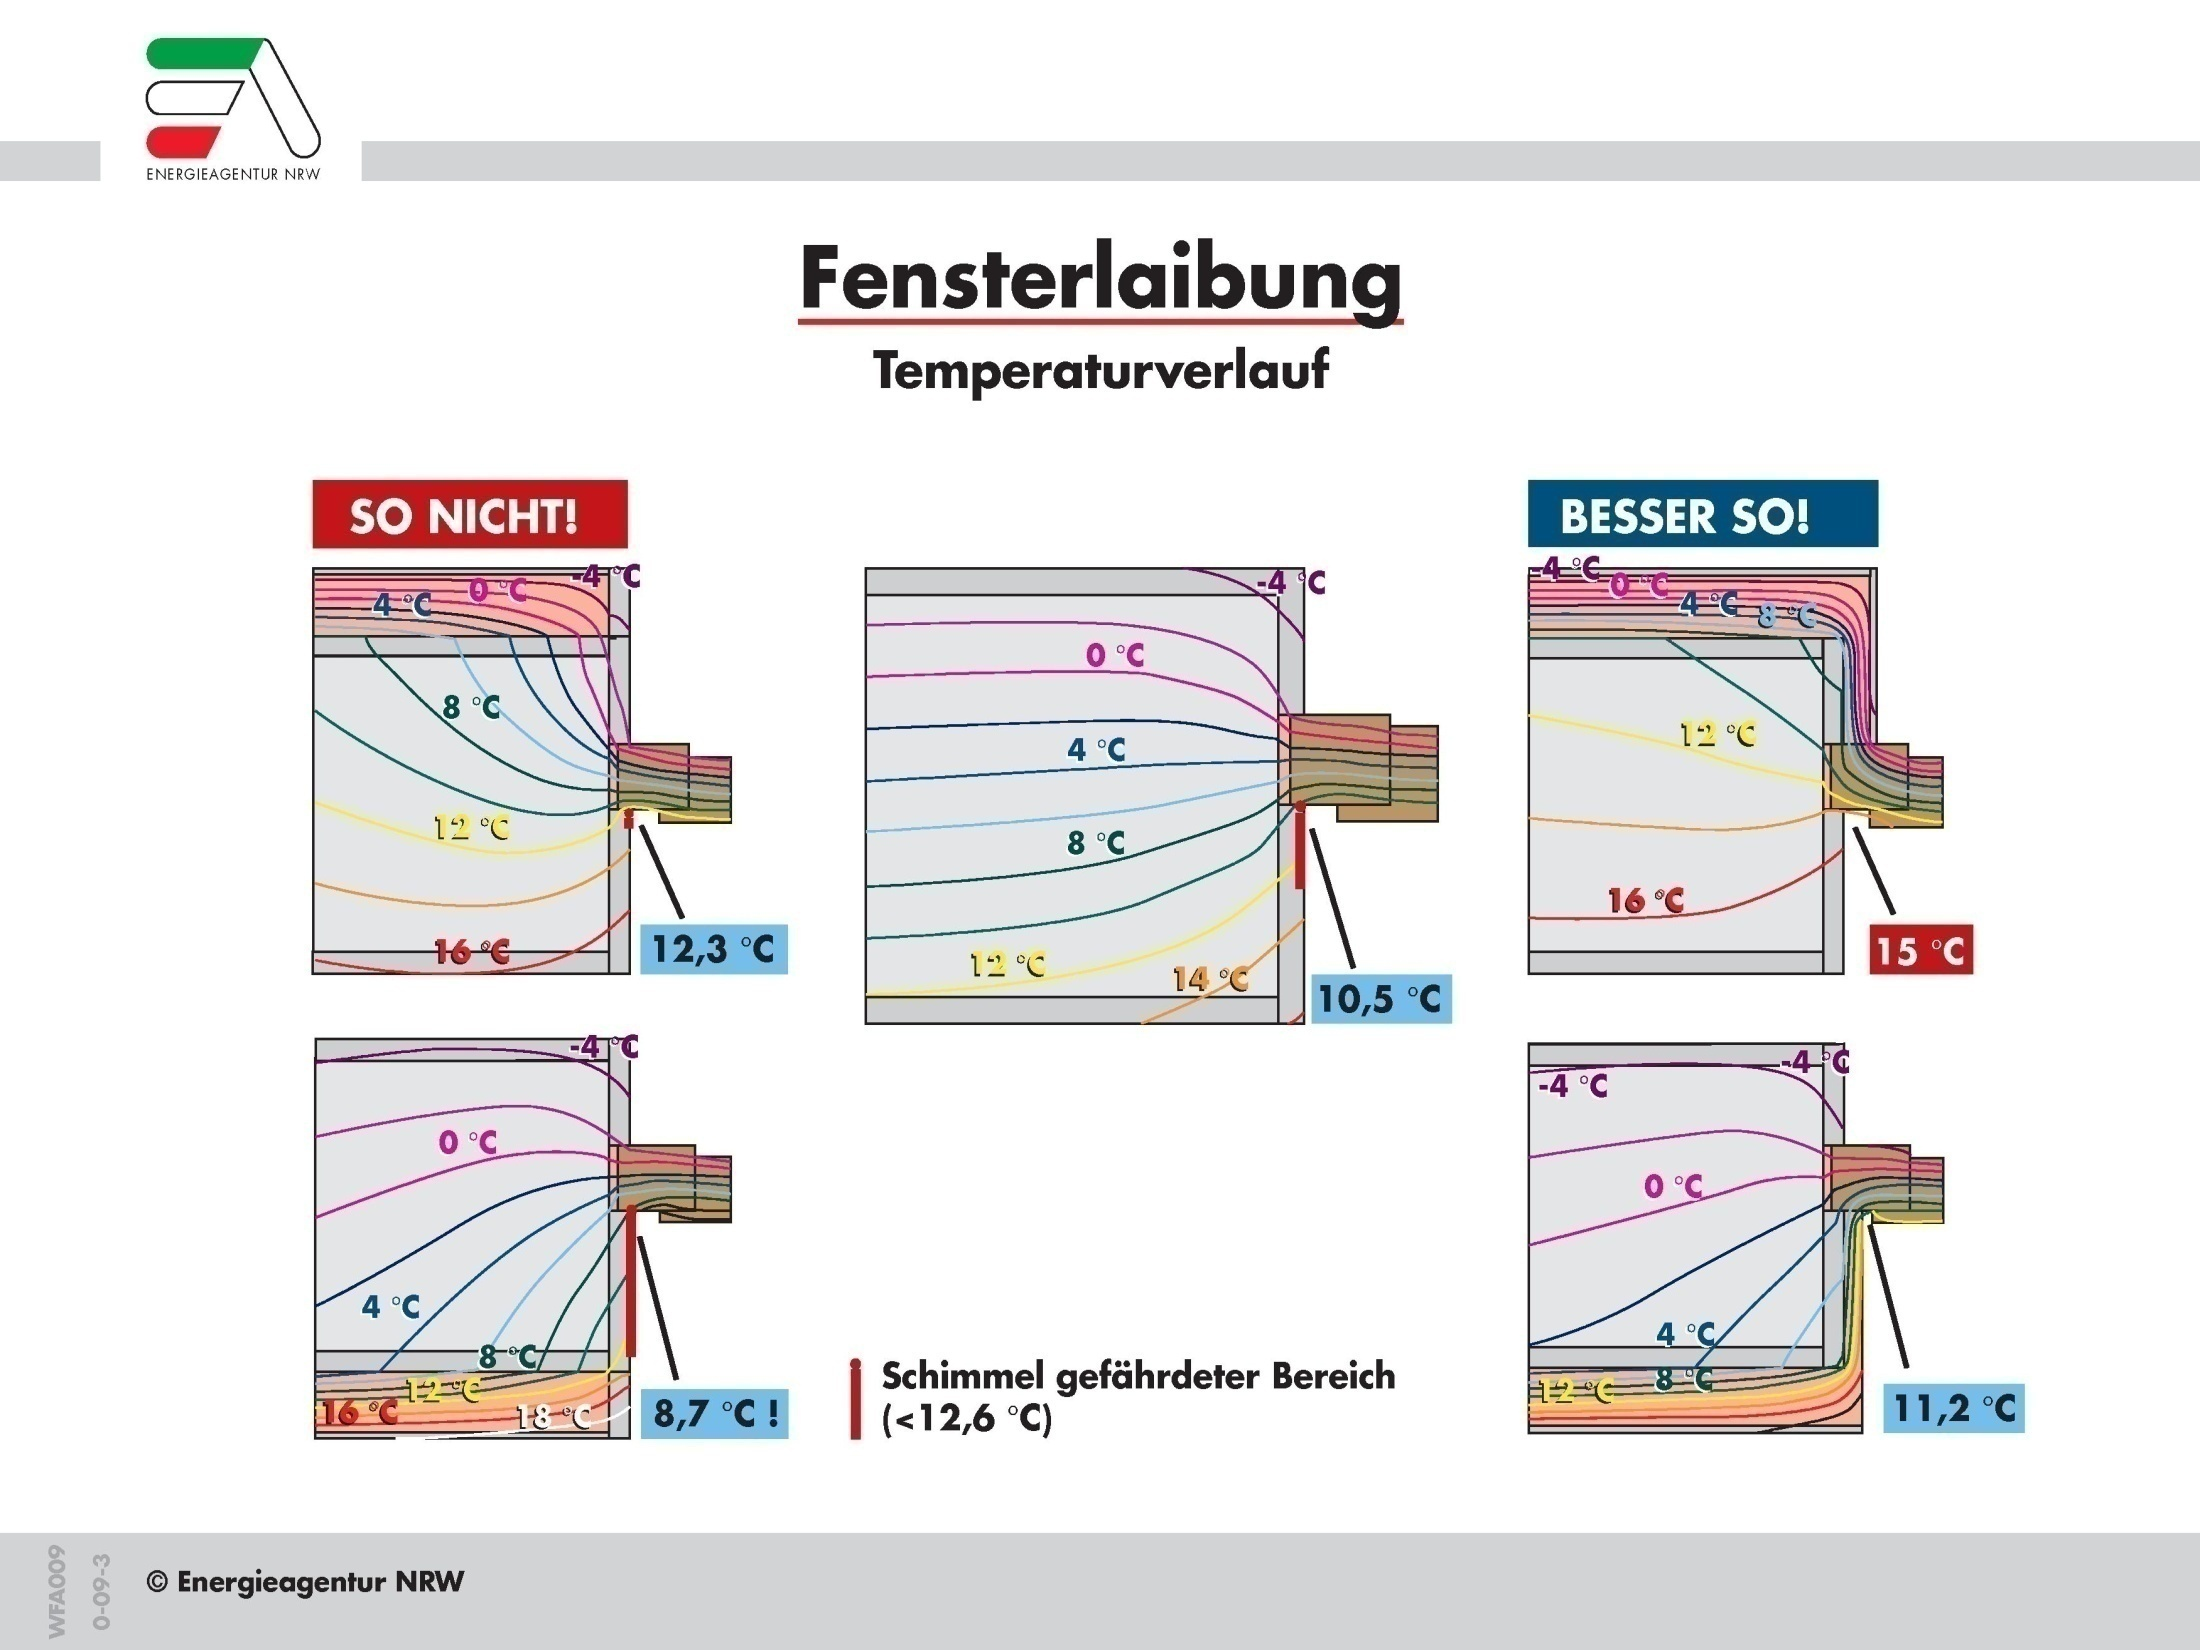 ENERGIEAGENTUR NRW
Fensterlaibung
Temperaturverlauf
SO NICHT!
BESSER SO!
-4 °C
0 °C
4 °C
8 °C
12 °C
16 °C
12,3 °C
-4 °C
0 °C
4 °C
8 °C
12 °C
14 °C
10,5 °C
-4 °C
0 °C
4 °C
8 °C
12 °C
16 °C
15 °C
-4 °C
0 °C
4 °C
8 °C
12 °C
16 °C
18 °C
8,7 °C !
Schimmel gefährdeter Bereich
(<12,6 °C)
-4 °C
-4 °C
0 °C
4 °C
8 °C
12 °C
11,2 °C
WFA009
0-09-3
© Energieagentur NRW